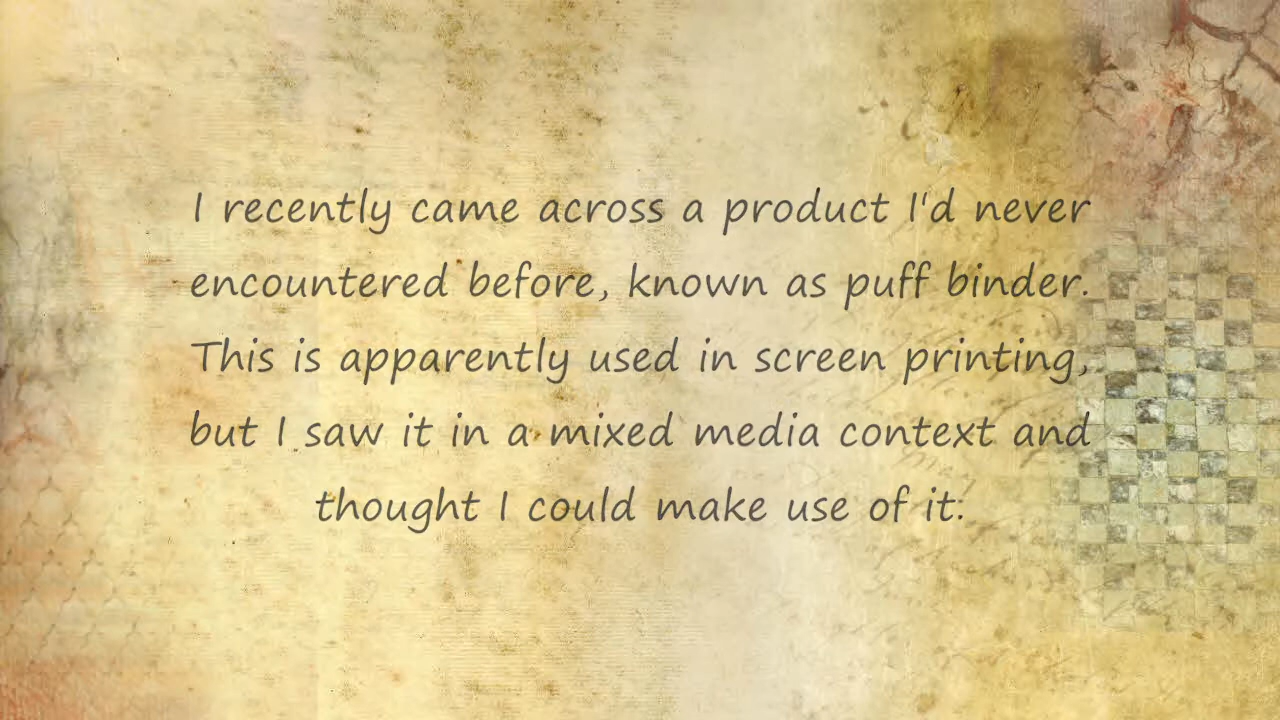 I recently came across a product I'd never
encountered before, known as puff binder.
This is apparently used in screen printing,
but I saw it in a mixed media context and
thought I could make use of it.